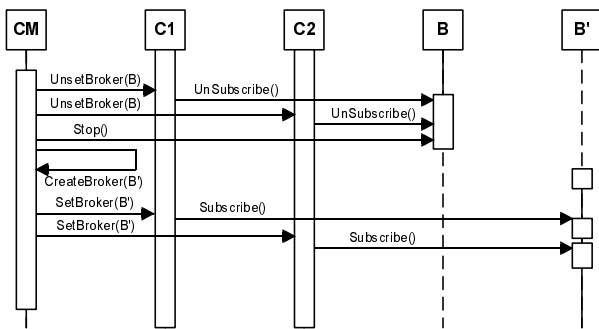 CM C1 C2 B B'
UnsetBroker(B)
UnSubscribe()
UnsetBroker(B)
UnSubscribe()
Stop()
CreateBroker(B')
SetBroker(B')
Subscribe()
SetBroker(B')
Subscribe()